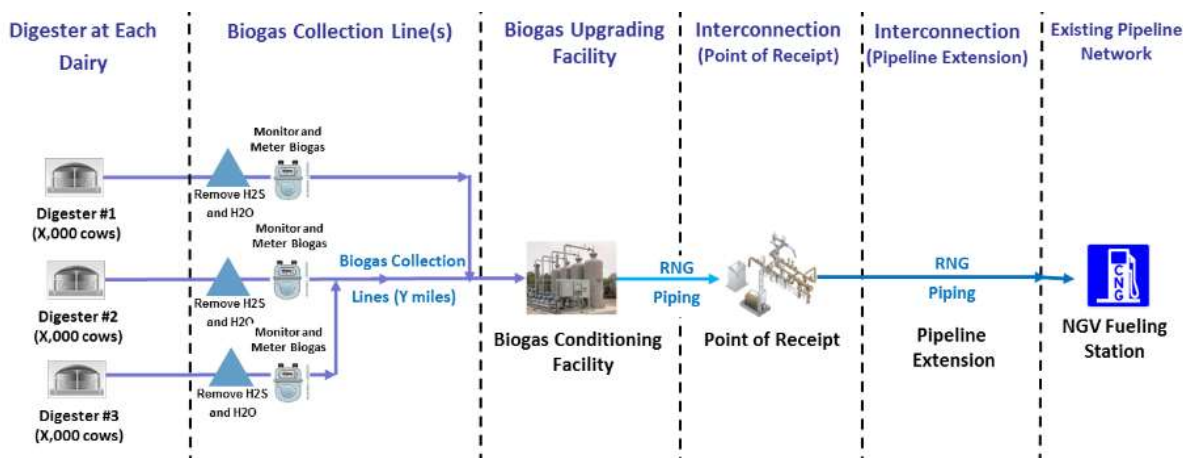 Digester at Each
Dairy
Biogas Collection Line(s)
Biogas Upgrading
Facility
Interconnection
(Point of Receipt)
Interconnection
(Pipeline Extension)
Existing Pipeline
Network
Monitor and
Meter Biogas
Remove H2S
and H2O
Digester #1
(X,000 cows)
Monitor and
Meter Biogas
Remove H2S
and H2O
Digester #2
(X,000 cows)
Biogas Collection
Lines (Y miles)
Monitor and
Meter Biogas
Remove H2S
and H2O
Digester #3
(X,000 cows)
Biogas Conditioning
Facility
RNG
Piping
Point of Receipt
RNG
Piping
Pipeline
Extension
CNG
NGV Fueling
Station